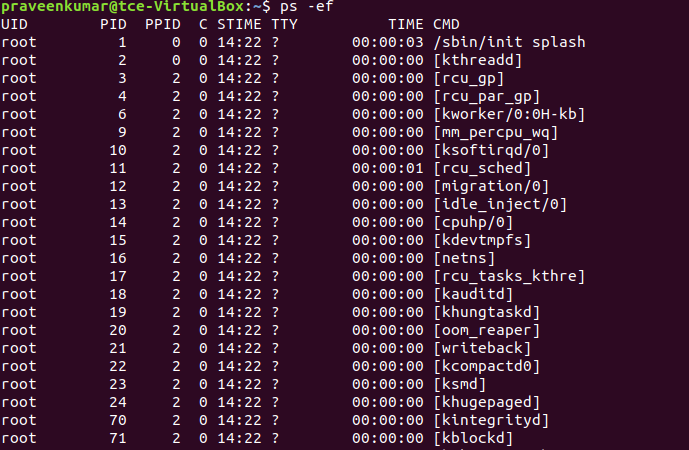 praveenkumar@tce-VirtualBox:~$ ps -ef
UID PID PPID C STIME TTY TIME CMD
root 1 0 0 14:22 ? 00:00:03 /sbin/init splash
root 2 0 0 14:22 ? 00:00:00 [kthreadd]
root 3 2 0 14:22 ? 00:00:00 [rcu_gp]
root 4 2 0 14:22 ? 00:00:00 [rcu_par_gp]
root 6 2 0 14:22 ? 00:00:00 [kworker/0:0H-kb]
root 9 2 0 14:22 ? 00:00:00 [mm_percpu_wq]
root 10 2 0 14:22 ? 00:00:00 [ksoftirqd/0]
root 11 2 0 14:22 ? 00:00:01 [rcu_sched]
root 12 2 0 14:22 ? 00:00:00 [migration/0]
root 13 2 0 14:22 ? 00:00:00 [idle_inject/0]
root 14 2 0 14:22 ? 00:00:00 [cpuhp/0]
root 15 2 0 14:22 ? 00:00:00 [kdevtmpfs]
root 16 2 0 14:22 ? 00:00:00 [netns]
root 17 2 0 14:22 ? 00:00:00 [rcu_tasks_kthre]
root 18 2 0 14:22 ? 00:00:00 [kauditd]
root 19 2 0 14:22 ? 00:00:00 [khungtaskd]
root 20 2 0 14:22 ? 00:00:00 [oom_reaper]
root 21 2 0 14:22 ? 00:00:00 [writeback]
root 22 2 0 14:22 ? 00:00:00 [kcompactd0]
root 23 2 0 14:22 ? 00:00:00 [ksmd]
root 24 2 0 14:22 ? 00:00:00 [khugepaged]
root 70 2 0 14:22 ? 00:00:00 [kintegrityd]
root 71 2 0 14:22 ? 00:00:00 [kblockd]